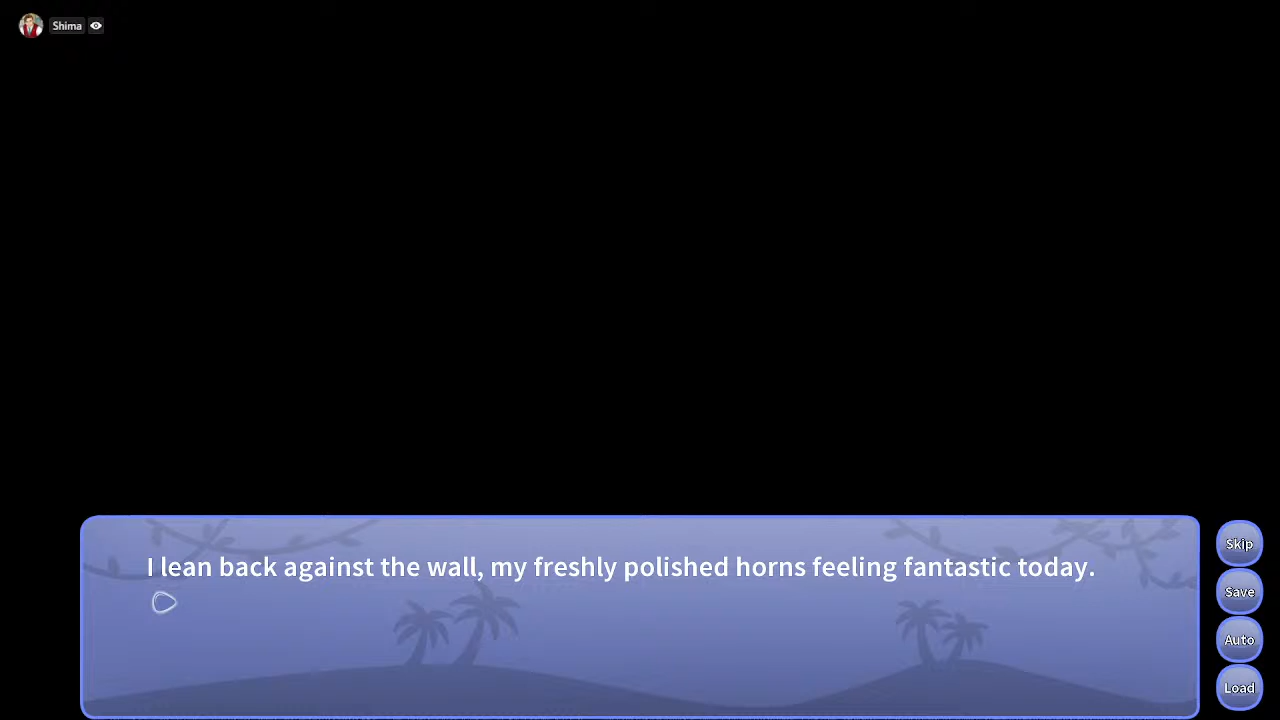 Shima
I lean back against the wall, my freshly polished horns feeling fantastic today.
Skip
Save
Auto
Load